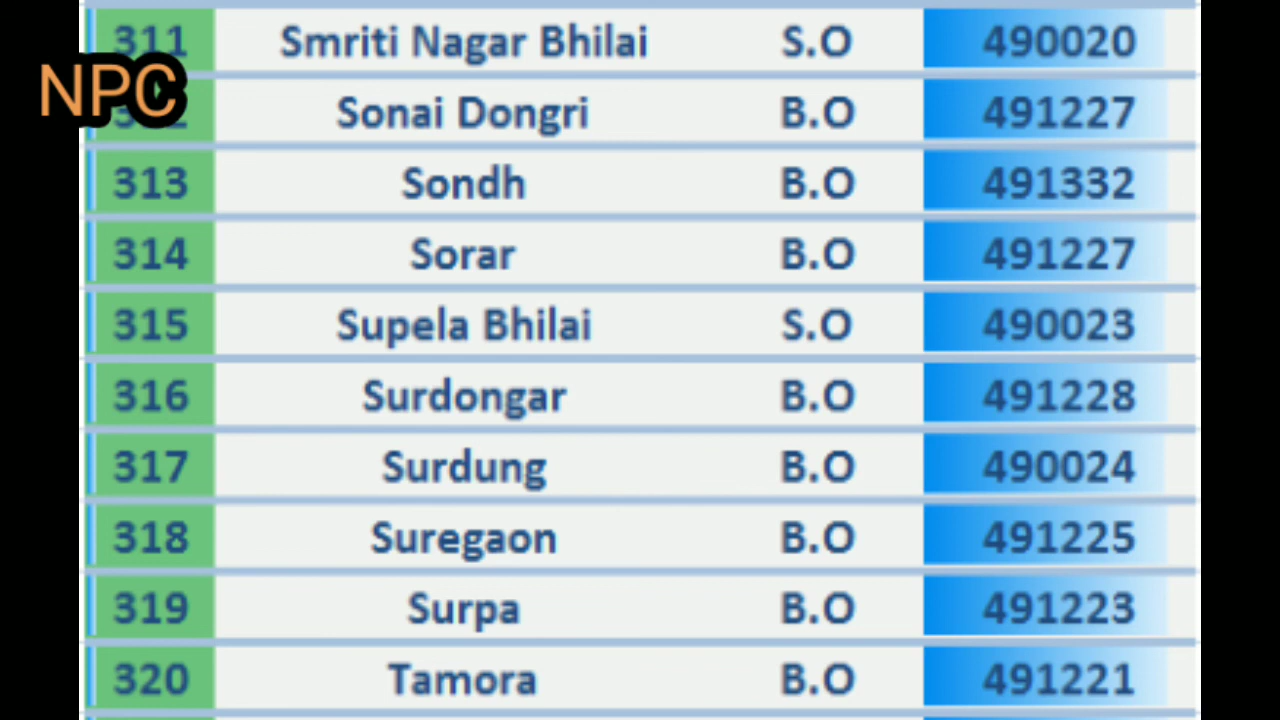 311 Smriti Nagar Bhilai S.O 490020
NPC
Sonai Dongri B.O 491227
313 Sondh B.O 491332
314 Sorar B.O 491227
315 Supela Bhilai S.O 490023
316 Surdongar B.O 491228
317 Surdung B.O 490024
318 Suregaon B.O 491225
319 Surpa B.O 491223
320 Tamora B.O 491221